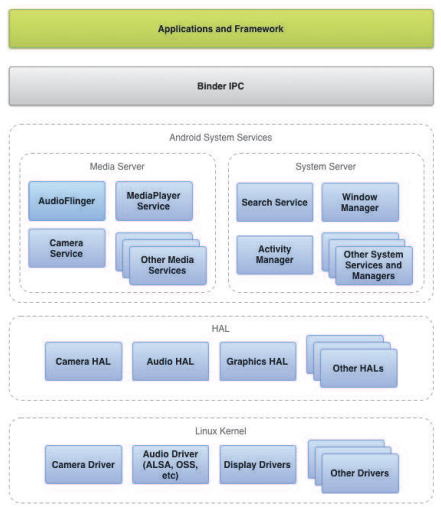 Applications and Framework
Binder IPC
Android System Services
Media Server
AudioFlinger
MediaPlayer
Service
Camera
Service
Other Media
Services
System Server
Search Service
Window
Manager
Activity
Manager
Other System
Services and
Managers
HAL
Camera HAL
Audio HAL
Graphics HAL
Other HALs
Linux Kernel
Camera Driver
Audio Driver
(ALSA, OSS,
etc)
Display Drivers
Other Drivers